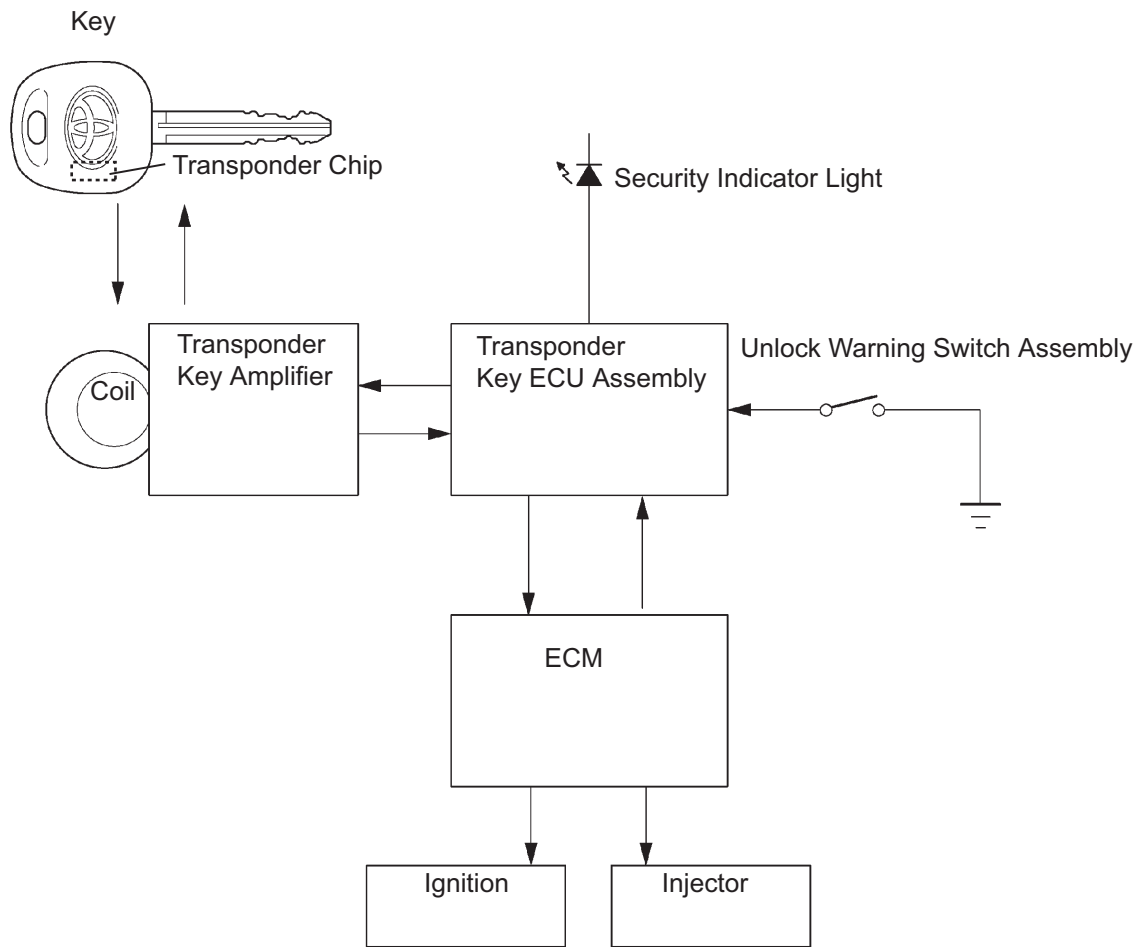 Key
Transponder Chip
Security Indicator Light
Coil
Transponder
Key Amplifier
Transponder
Key ECU Assembly
Unlock Warning Switch Assembly
ECM
Ignition
Injector